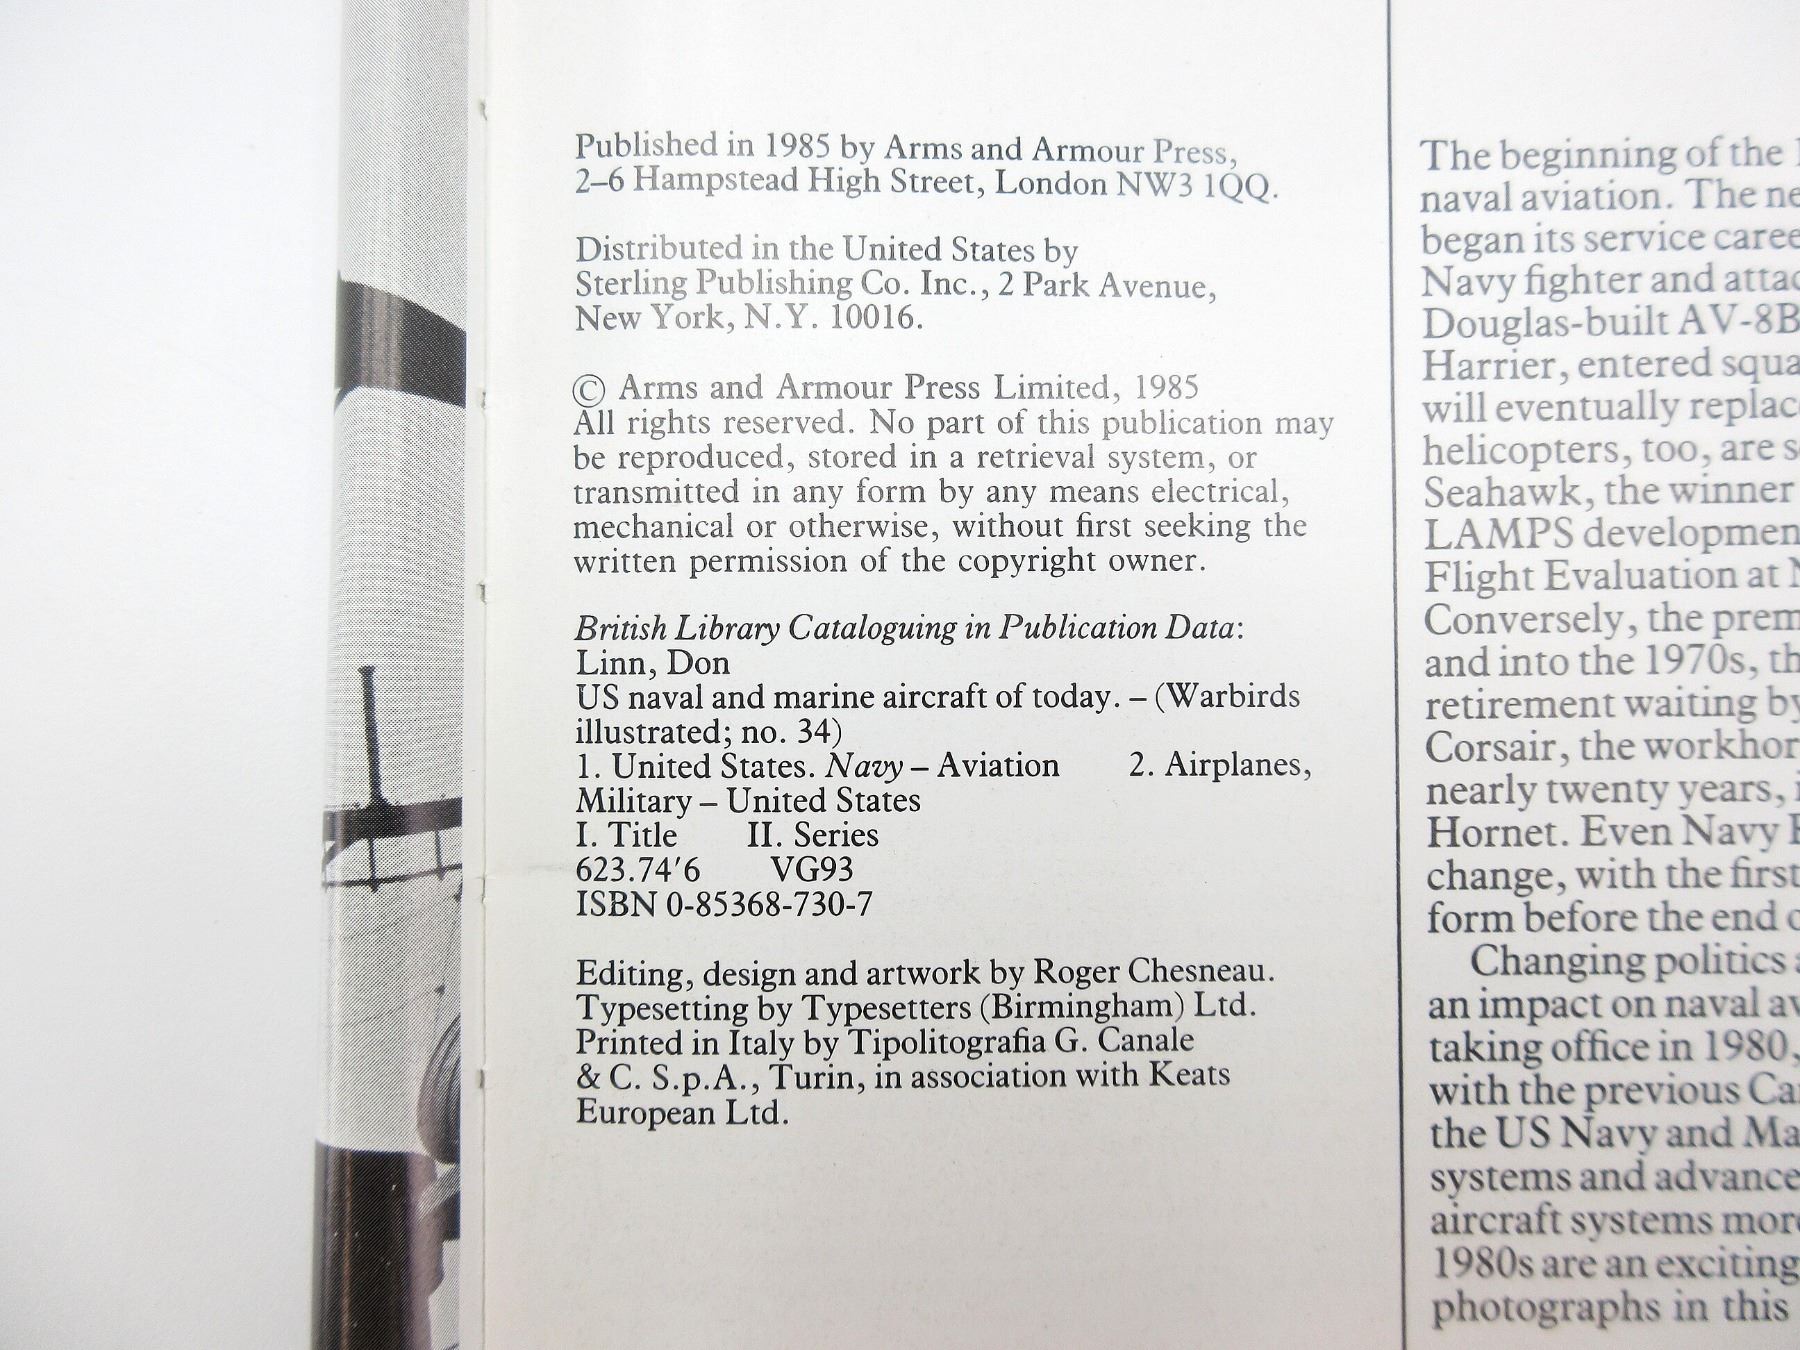 Published in 1985 by Arms and Armour Press,
2–6 Hampstead High Street, London NW3 1QQ.
Distributed in the United States by
Sterling Publishing Co. Inc., 2 Park Avenue,
New York, N.Y. 10016.
© Arms and Armour Press Limited, 1985
All rights reserved. No part of this publication may
be reproduced, stored in a retrieval system, or
transmitted in any form by any means electrical,
mechanical or otherwise, without first seeking the
written permission of the copyright owner.
British Library Cataloguing in Publication Data:
Linn, Don
US naval and marine aircraft of today. – (Warbirds
illustrated; no. 34)
1. United States. Navy – Aviation 2. Airplanes,
Military – United States
I. Title II. Series
623.74′6 VG93
ISBN 0-85368-730-7
Editing, design and artwork by Roger Chesneau.
Typesetting by Typesetters (Birmingham) Ltd.
Printed in Italy by Tipolitografia G. Canale
& C. S.p.A., Turin, in association with Keats
European Ltd.
The beginning of the
naval aviation. The
began its service
Navy fighter and
Douglas-built AV-8B
Harrier, entered
will eventually
helicopters, too, are
Seahawk, the winner
LAMPS
Flight Evaluation at
Conversely, the
and into the 1970s,
retirement waiting by
Corsair, the
nearly twenty years,
Hornet. Even Navy
change, with the first
form before the end
Changing politics
an impact on naval
taking office in 1980,
with the previous
the US Navy and
systems and
aircraft systems
1980s are an exciting
photographs in this